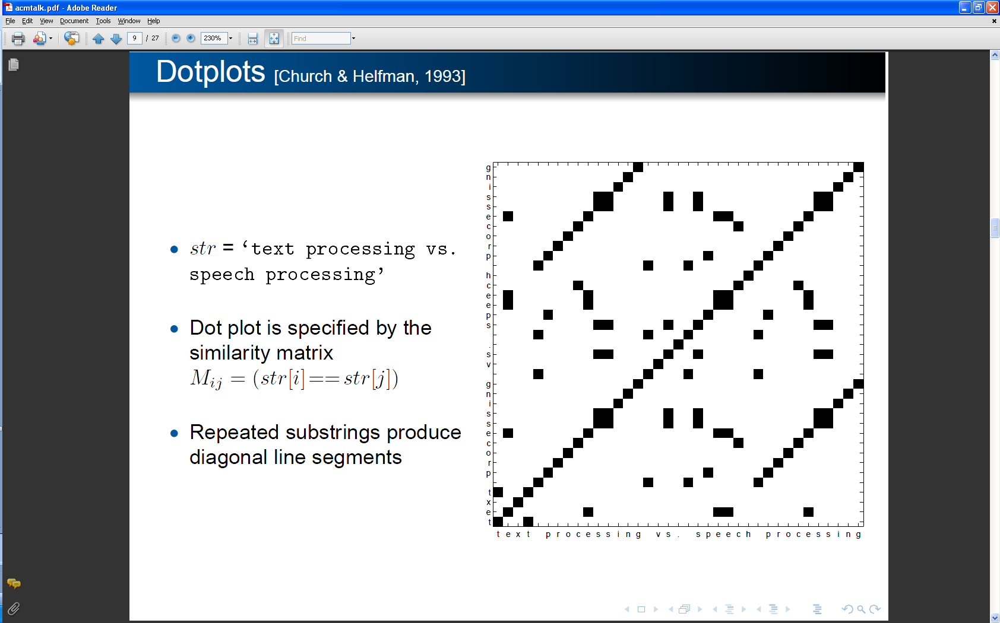 acmtalk.pdf - Adobe Reader
File Edit View Document Tools Window Help
9 / 27 230% Find
Dotplots [Church & Helfman, 1993]
str = ‘text processing vs.
speech processing’
Dot plot is specified by the
similarity matrix
M_ij = (str[i]==str[j])
Repeated substrings produce
diagonal line segments
g
n
i
s
s
e
c
o
r
p
h
c
e
e
p
s
.
s
v
g
n
i
s
s
e
c
o
r
p
t
x
e
t
t e x t p r o c e s s i n g v s . s p e e c h p r o c e s s i n g